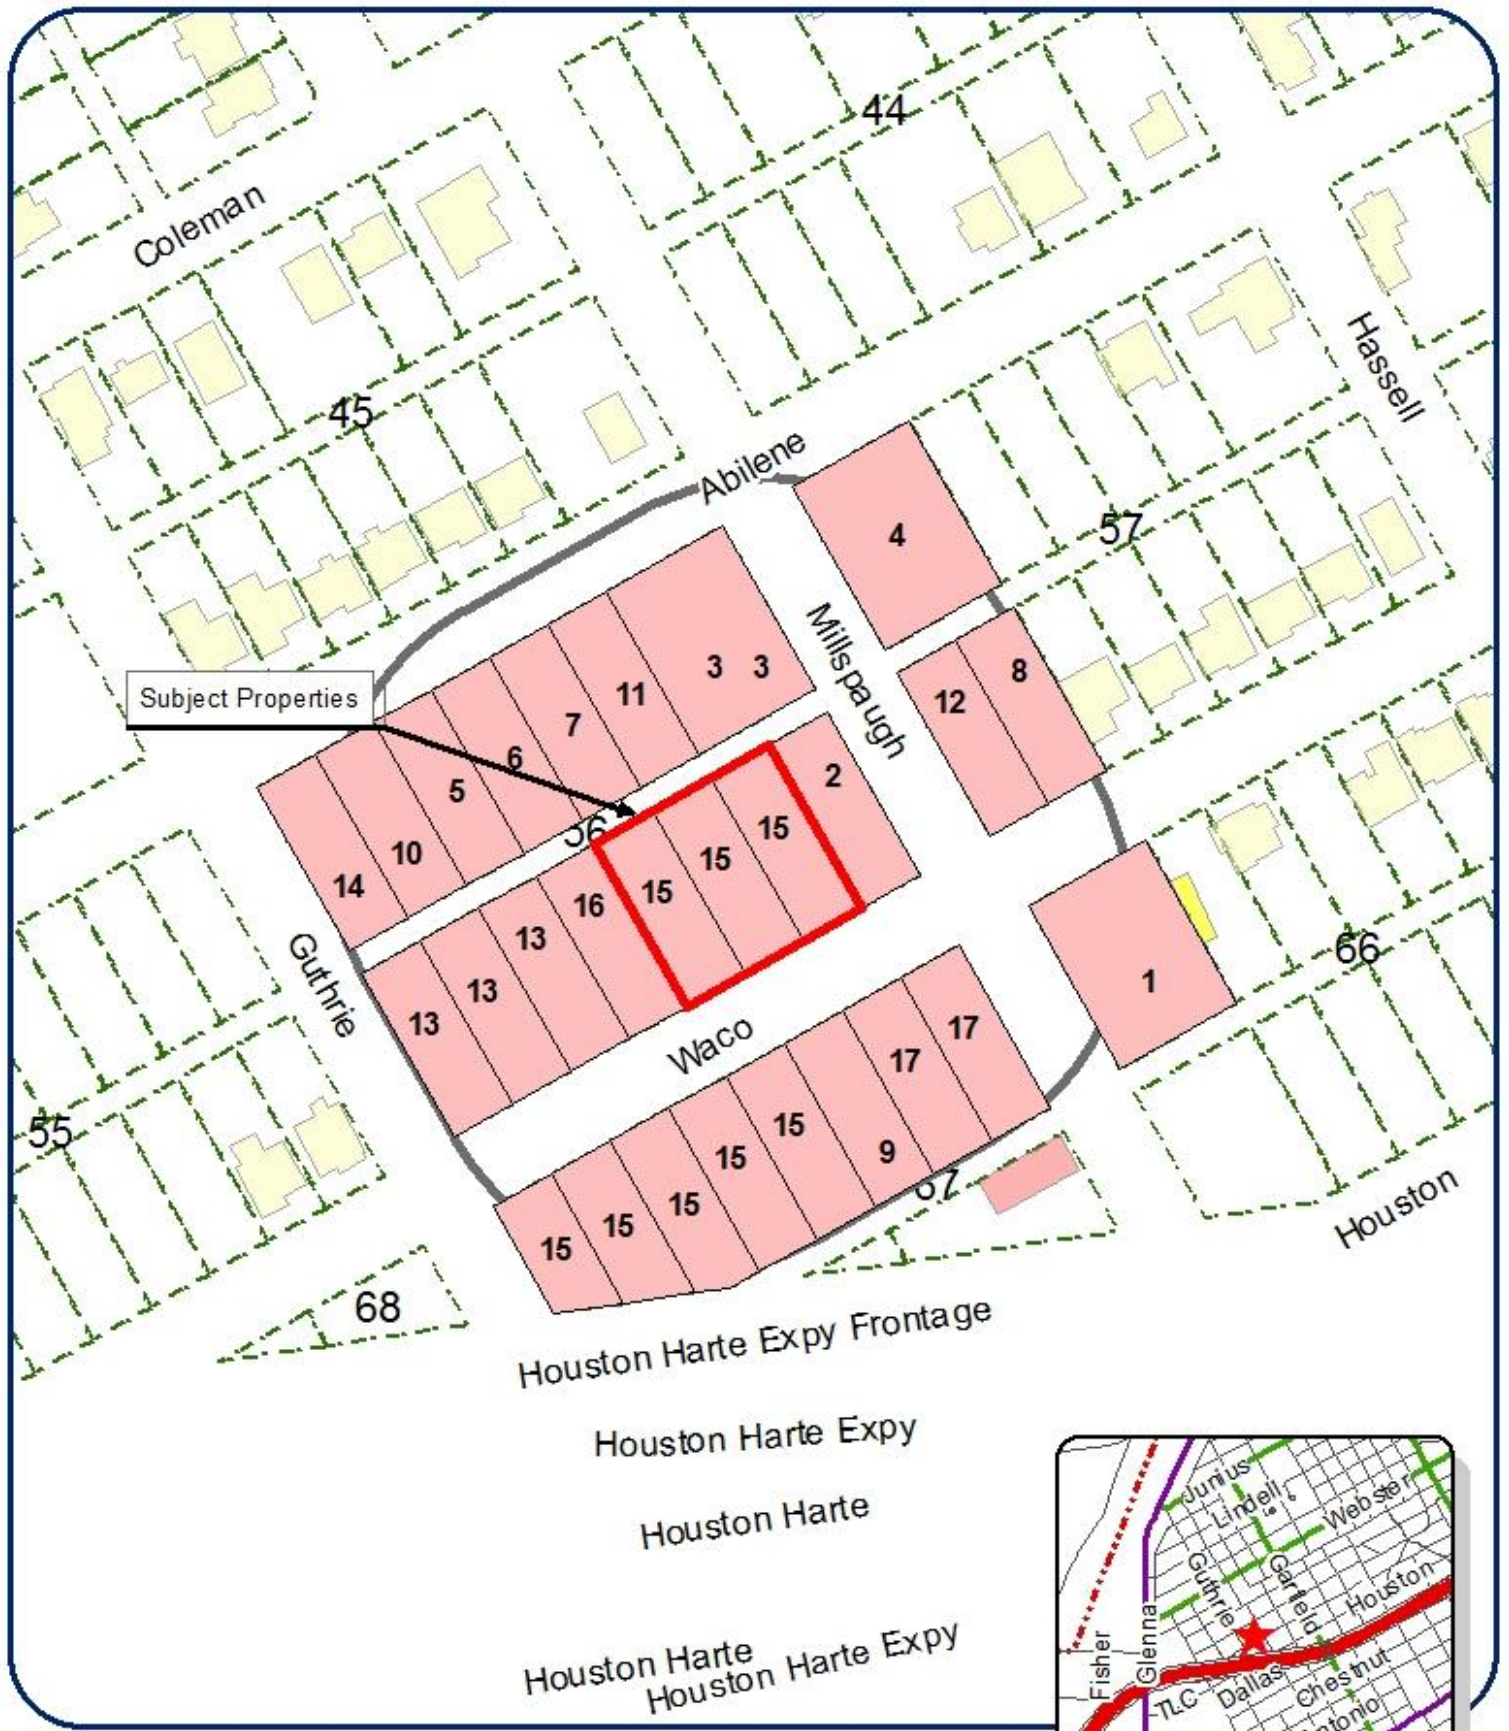 44
Coleman
Hassell
45
Abilene
57
4
Millspaugh
Subject Properties
3 3
11
7
6
5
10
14
12
8
2
56
15
15
15
16
13
13
13
Guthrie
Waco
1
66
17
17
9
15
15
15
15
15
67
55
68
Houston
Houston Harte Expy Frontage
Houston Harte Expy
Houston Harte
Houston Harte
Houston Harte Expy
Junius
Lindell
Webster
Guthrie
Garfield
Houston
Fisher
Glenna
TLC
Dallas
Chestnut